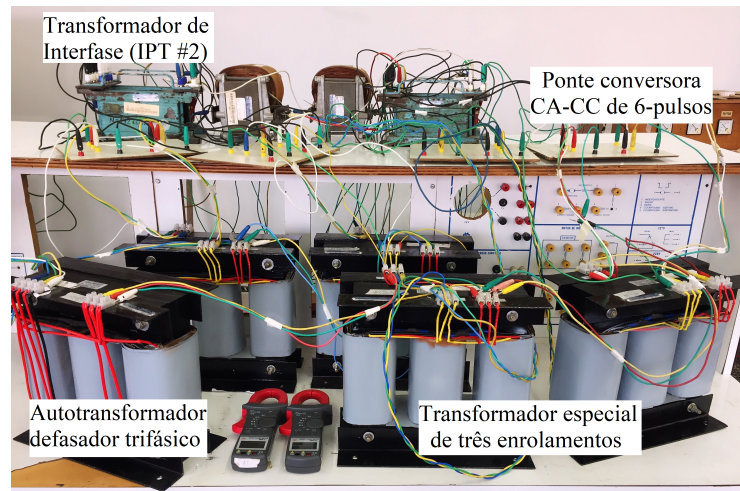 Transformador de
Interfase (IPT #2)
Ponte conversora
CA-CC de 6-pulsos
Autotransformador
defasador trifásico
Transformador especial
de três enrolamentos